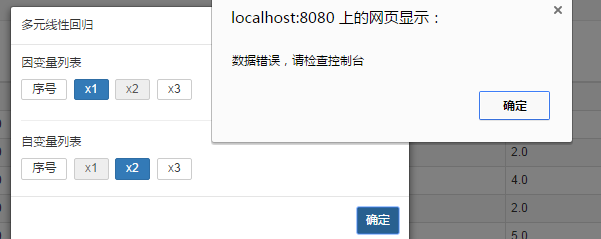 多元线性回归
localhost:8080 上的网页显示：
因变量列表
数据错误，请检查控制台
序号 x1 x2 x3
确定
自变量列表
序号 x1 x2 x3
确定
2.0
4.0
2.0
5.0